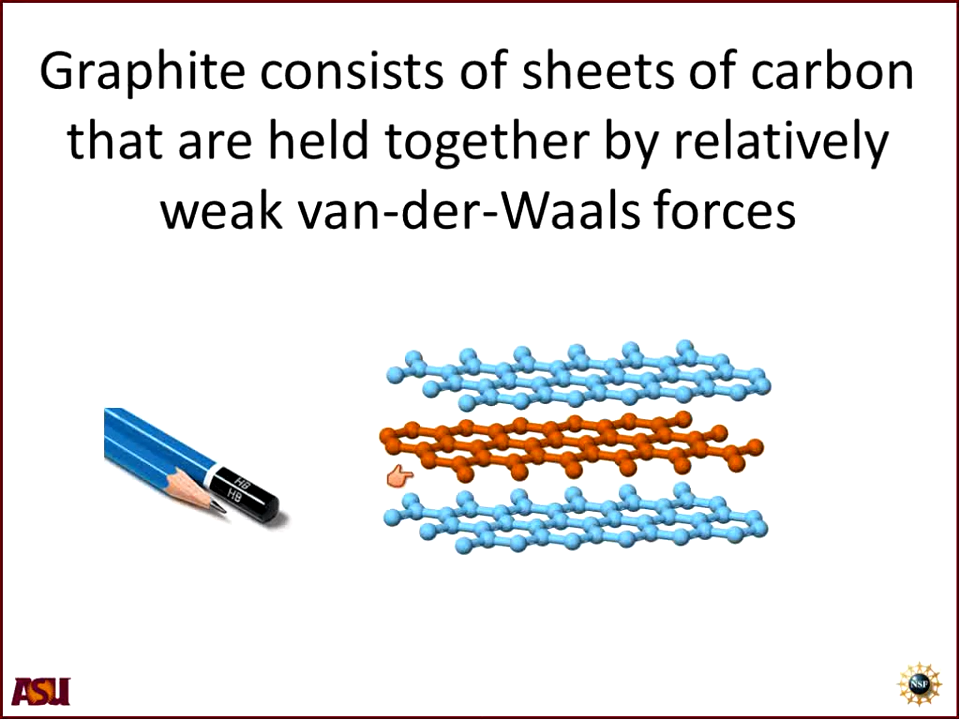 Graphite consists of sheets of carbon
that are held together by relatively
weak van-der-Waals forces
HB
HB
ASU
NSF